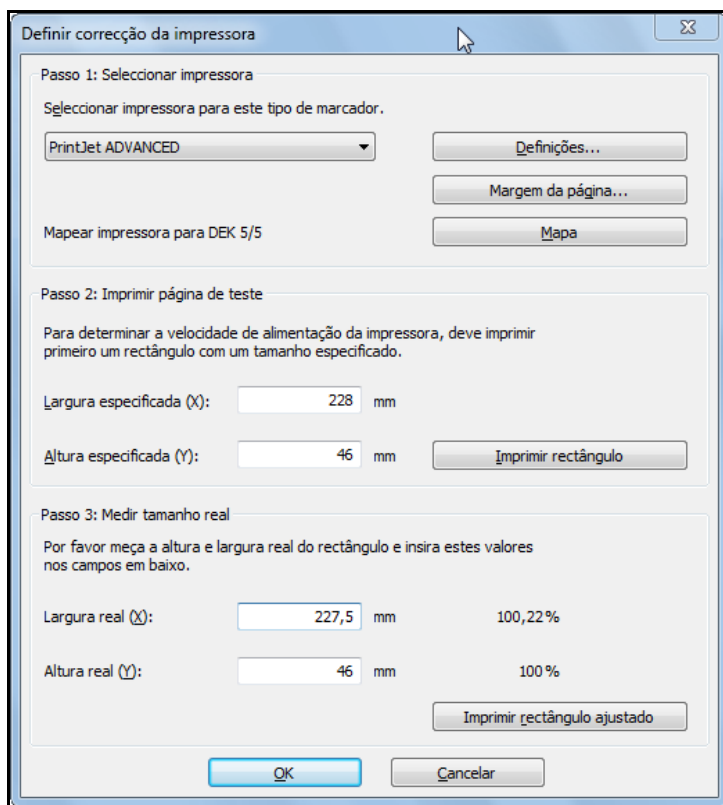 Definir correcção da impressora
Passo 1: Seleccionar impressora
Seleccionar impressora para este tipo de marcador.
PrintJet ADVANCED
Definições...
Margem da página...
Mapear impressora para DEK 5/5
Mapa
Passo 2: Imprimir página de teste
Para determinar a velocidade de alimentação da impressora, deve imprimir
primeiro um rectângulo com um tamanho especificado.
Largura especificada (X): 228 mm
Altura especificada (Y): 46 mm
Imprimir rectângulo
Passo 3: Medir tamanho real
Por favor meça a altura e largura real do rectângulo e insira estes valores
nos campos em baixo.
Largura real (X): 227,5 mm 100,22%
Altura real (Y): 46 mm 100%
Imprimir rectângulo ajustado
OK
Cancelar